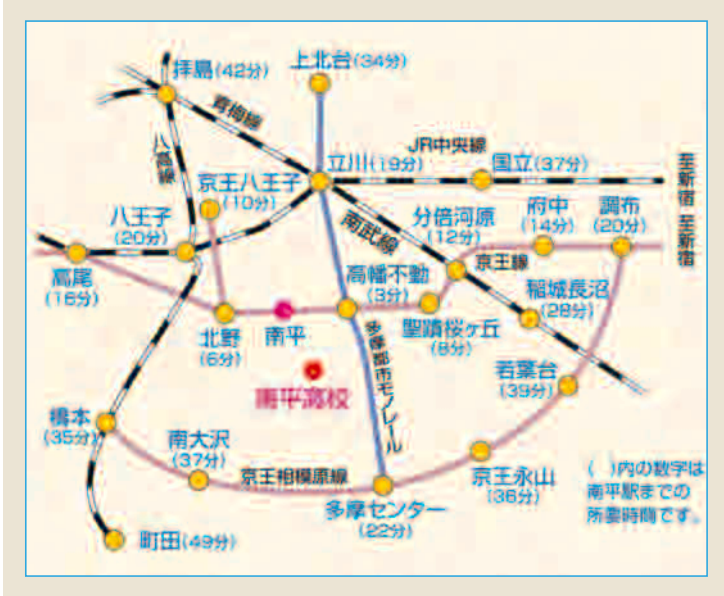 上北台(34分)
拝島(42分)
青梅線
JR中央線
八高線
立川(19分)
国立(37分)
至新宿
京王八王子
(10分)
八王子
(20分)
南武線
分倍河原
(12分)
府中
(14分)
調布
(20分)
至新宿
京王線
高尾
(16分)
高幡不動
(3分)
稲城長沼
(28分)
北野
(6分)
南平
聖蹟桜ヶ丘
(8分)
多摩都市モノレール
若葉台
(39分)
南平高校
橋本
(35分)
南大沢
(37分)
京王相模原線
京王永山
(36分)
多摩センター
(22分)
町田(49分)
( )内の数字は
南平駅までの
所要時間です。